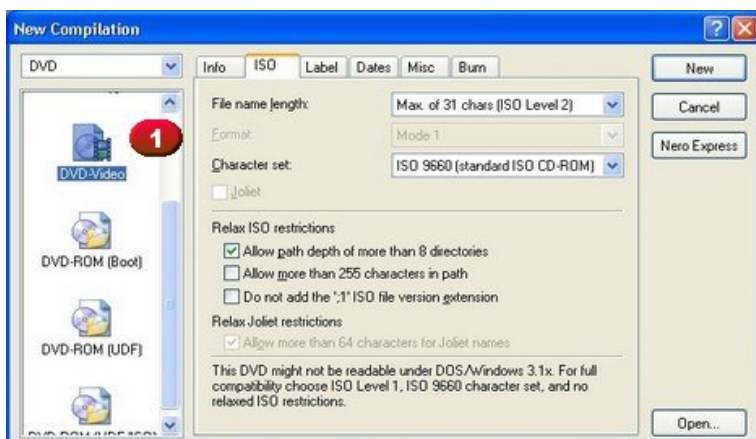 New Compilation
DVD
Info
ISO
Label
Dates
Misc
Burn
New
File name length:
Max. of 31 chars (ISO Level 2)
Cancel
Format:
Mode 1
Nero Express
1
Character set:
ISO 9660 (standard ISO CD-ROM)
DVD-Video
Joliet
Relax ISO restrictions
Allow path depth of more than 8 directories
DVD-ROM (Boot)
Allow more than 255 characters in path
Do not add the ';1' ISO file version extension
Relax Joliet restrictions
DVD-ROM (UDF)
Allow more than 64 characters for Joliet names
This DVD might not be readable under DOS/Windows 3.1x. For full
compatibility choose ISO Level 1, ISO 9660 character set, and no
relaxed ISO restrictions.
Open...
DVD-ROM (UDF/ISO)